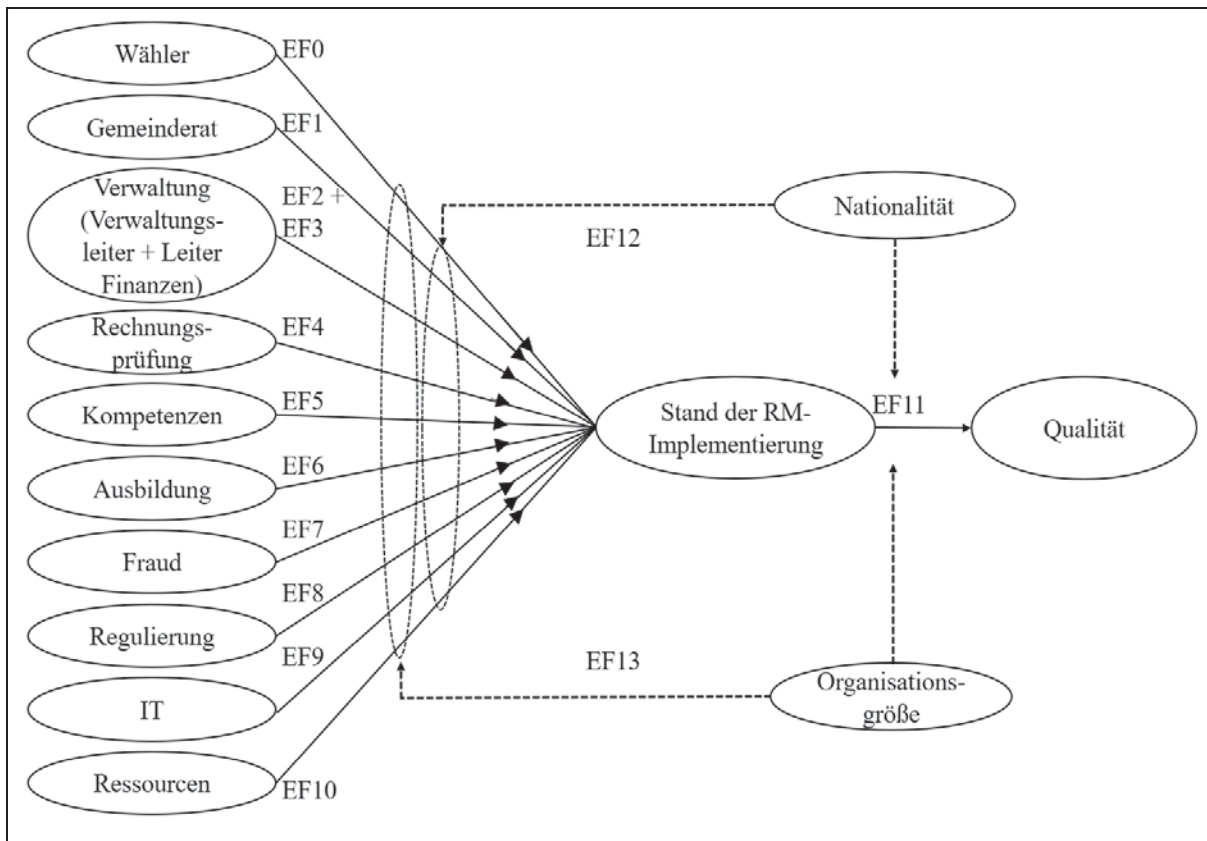 Wähler
EF0
Gemeinderat
EF1
Verwaltung
(Verwaltungs-
leiter + Leiter
Finanzen)
EF2 +
EF3
Rechnungs-
prüfung
EF4
Kompetenzen
EF5
Ausbildung
EF6
Fraud
EF7
Regulierung
EF8
IT
EF9
Ressourcen
EF10
Nationalität
EF12
Stand der RM-
Implementierung
EF11
Qualität
EF13
Organisations-
größe